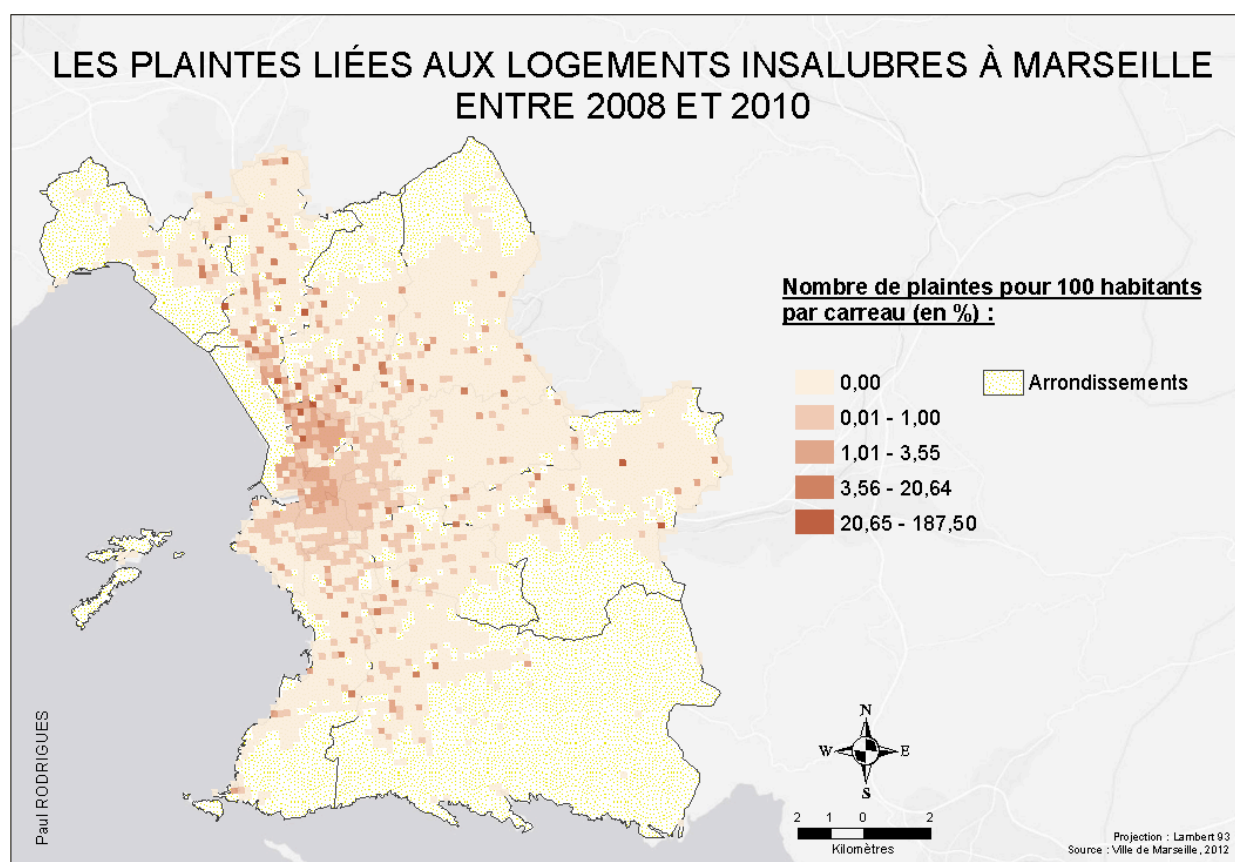 LES PLAINTES LIÉES AUX LOGEMENTS INSALUBRES À MARSEILLE
ENTRE 2008 ET 2010
Nombre de plaintes pour 100 habitants
par carreau (en %) :
0,00
0,01 - 1,00
1,01 - 3,55
3,56 - 20,64
20,65 - 187,50
Arrondissements
N
W E
S
2 1 0 2
Kilomètres
Projection : Lambert 93
Source : Ville de Marseille, 2012
Paul RODRIGUES